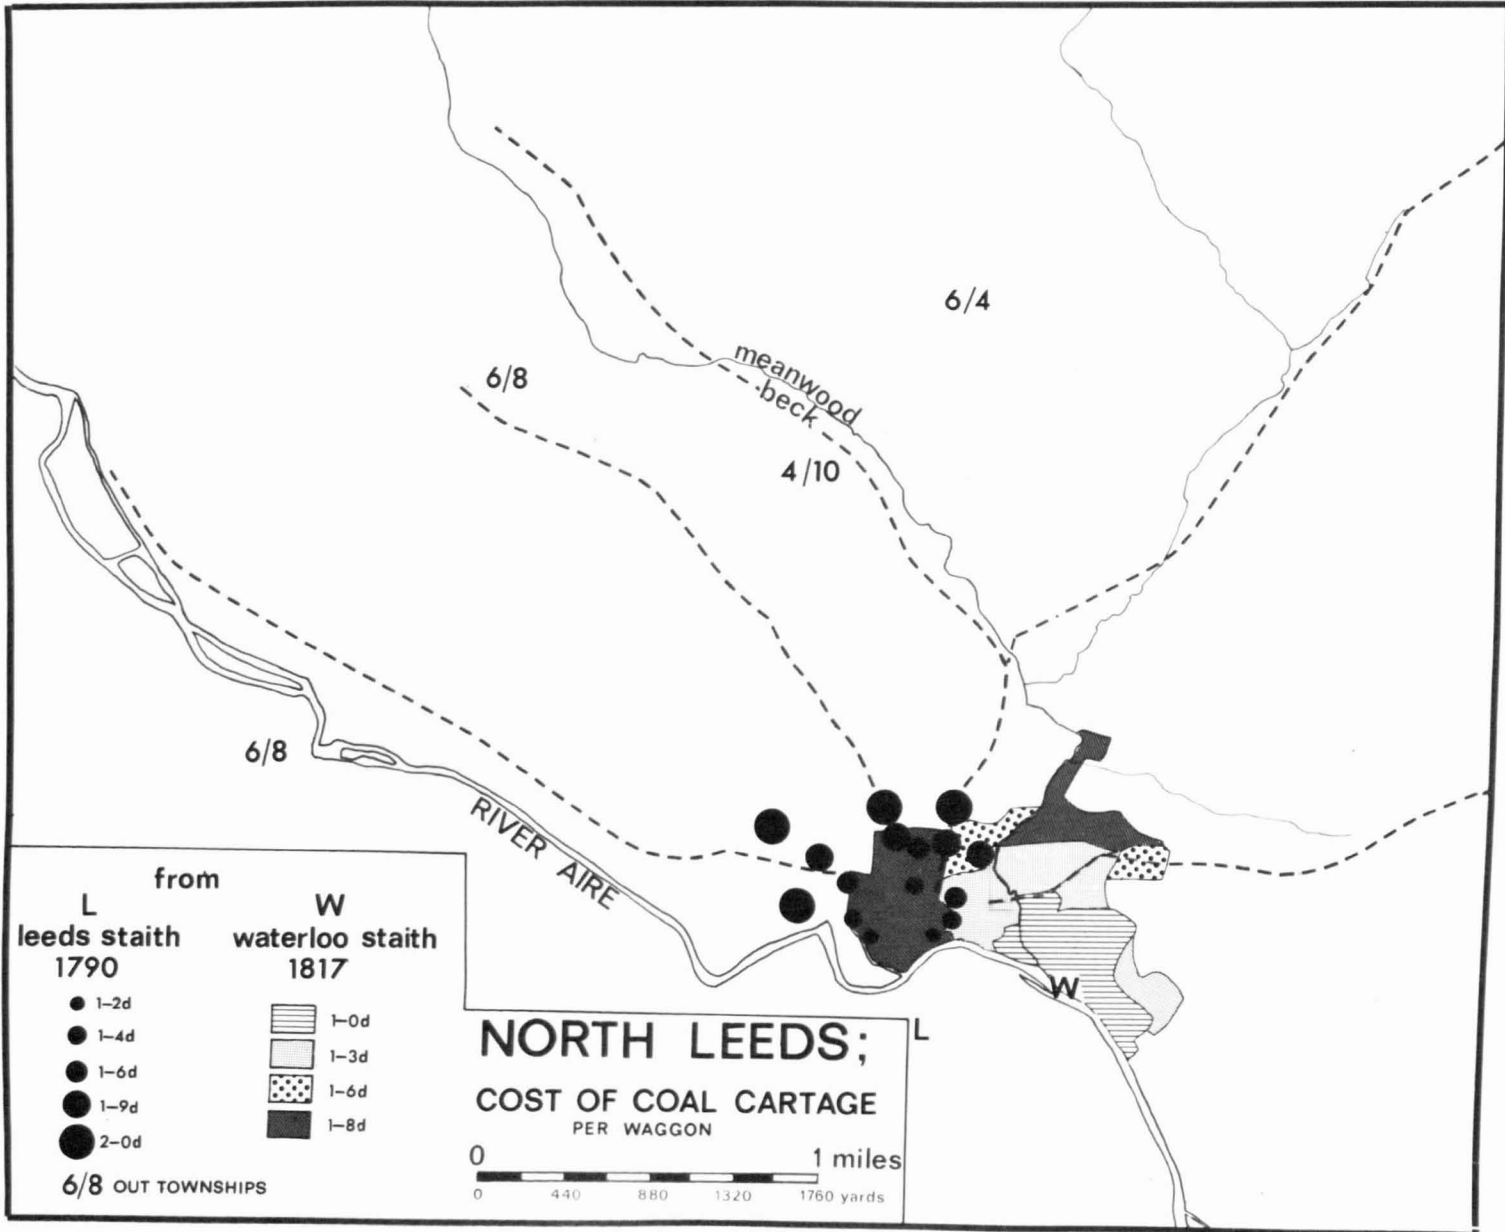 6/4
meanwood
beck
6/8
4/10
6/8
RIVER AIRE
W
L
from
L
leeds staith
1790
1-2d
1-4d
1-6d
1-9d
2-0d
6/8 OUT TOWNSHIPS
W
waterloo staith
1817
1-0d
1-3d
1-6d
1-8d
NORTH LEEDS;
COST OF COAL CARTAGE
PER WAGGON
0 1 miles
0 440 880 1320 1760 yards